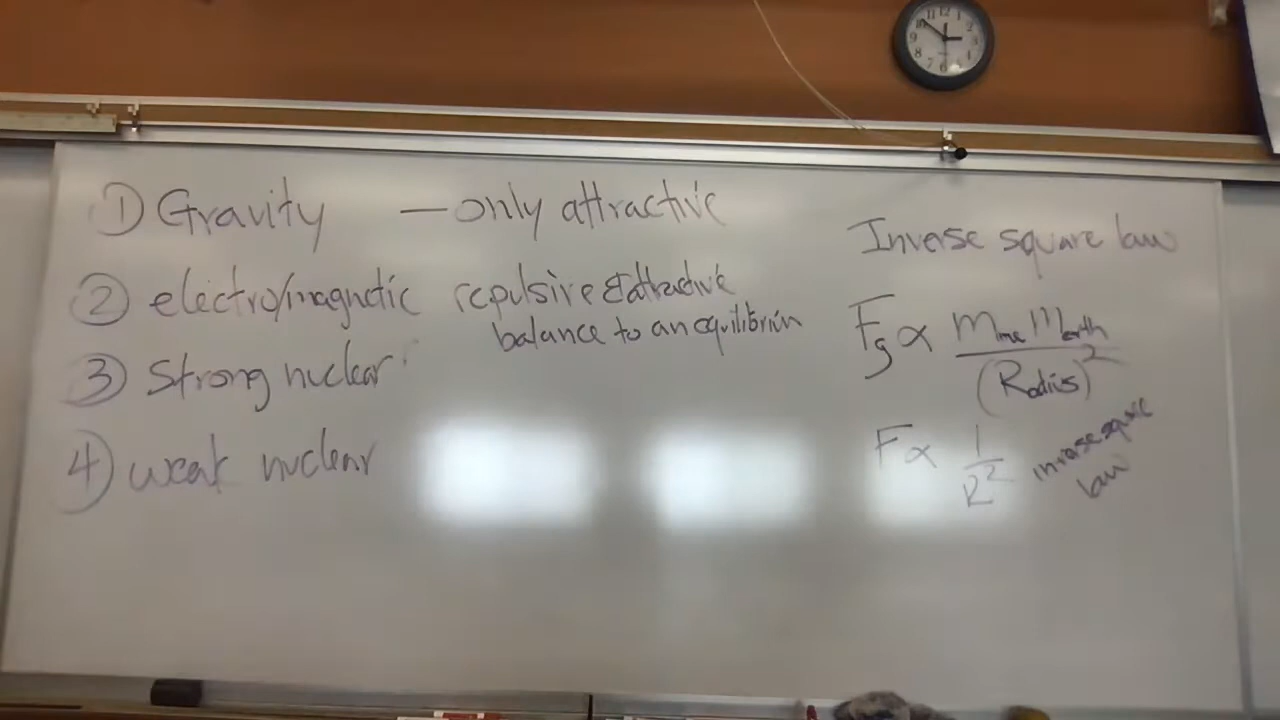 ① Gravity — only attractive
② electro/magnetic repulsive & attractive
balance to an equilibrium
③ Strong nuclear
④ weak nuclear
Inverse square law
Fg ∝ Mme Mearth / (Radius)²
F ∝ 1 / R² inverse square
law